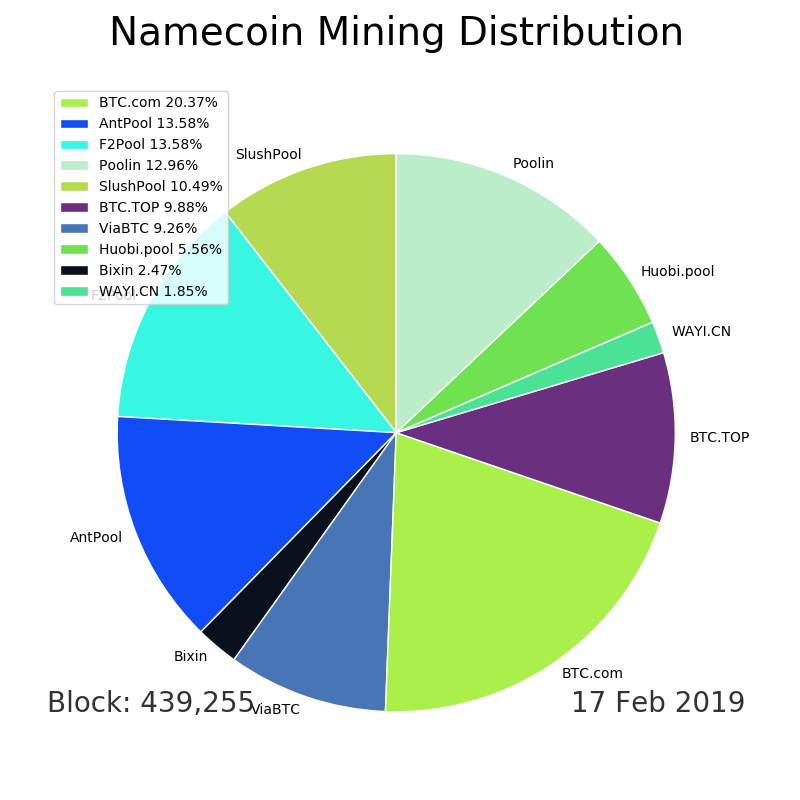 Namecoin Mining Distribution
BTC.com 20.37%
AntPool 13.58%
F2Pool 13.58%
Poolin 12.96%
SlushPool 10.49%
BTC.TOP 9.88%
ViaBTC 9.26%
Huobi.pool 5.56%
Bixin 2.47%
WAYI.CN 1.85%
SlushPool
Poolin
Huobi.pool
F2Pool
WAYI.CN
BTC.TOP
AntPool
Bixin
BTC.com
ViaBTC
Block: 439,255
17 Feb 2019